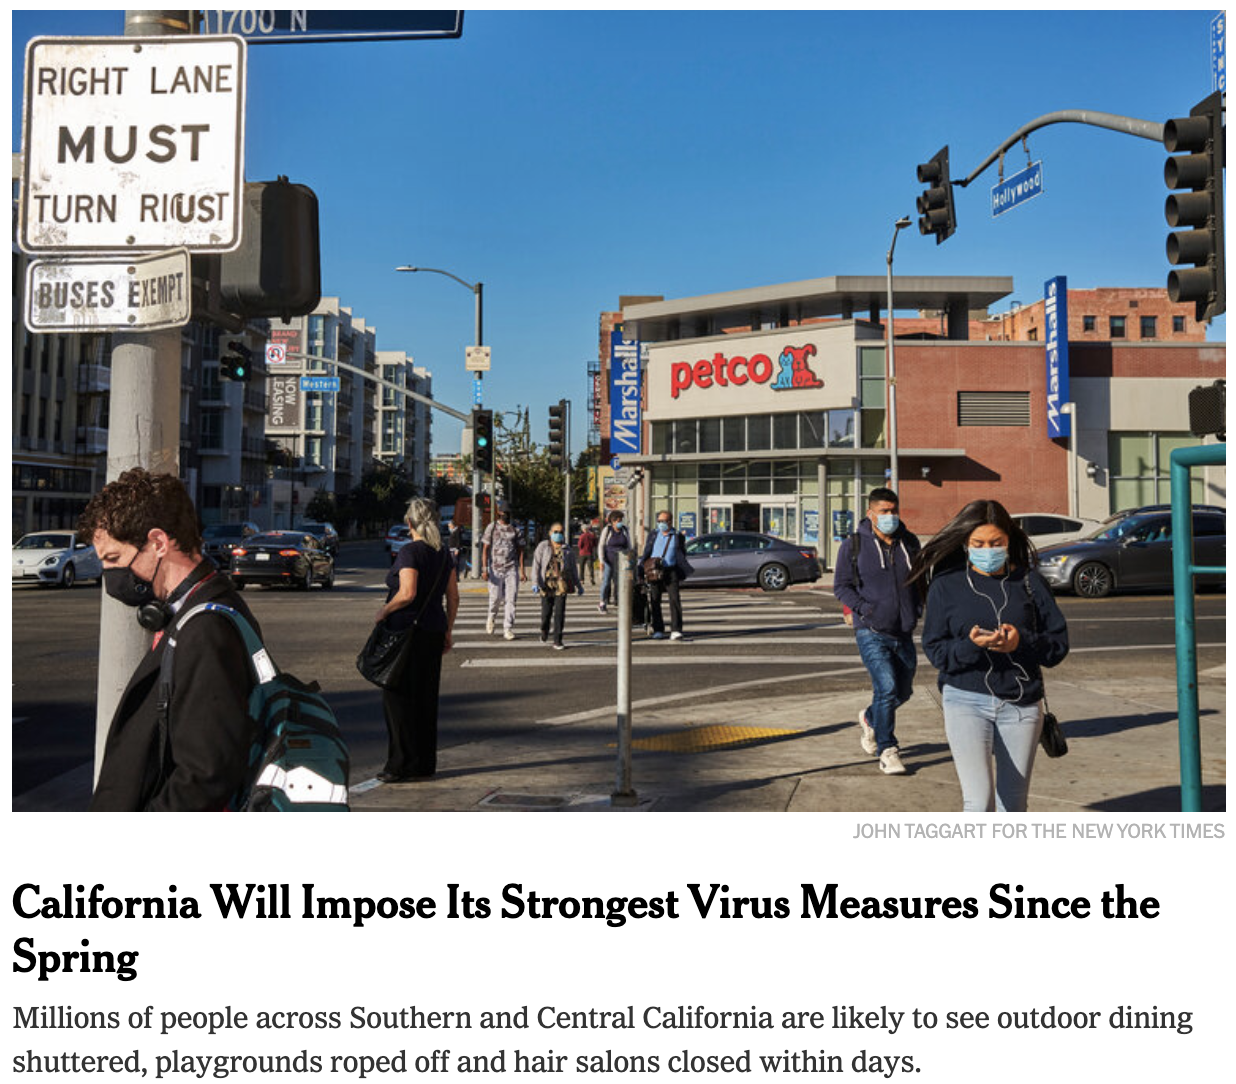 1700 N
RIGHT LANE
MUST
TURN RIUST
BUSES EXEMPT
Hollywood
Western
NOW
LEASING
Marshalls
petco
Marshalls
JOHN TAGGART FOR THE NEW YORK TIMES
California Will Impose Its Strongest Virus Measures Since the
Spring
Millions of people across Southern and Central California are likely to see outdoor dining
shuttered, playgrounds roped off and hair salons closed within days.